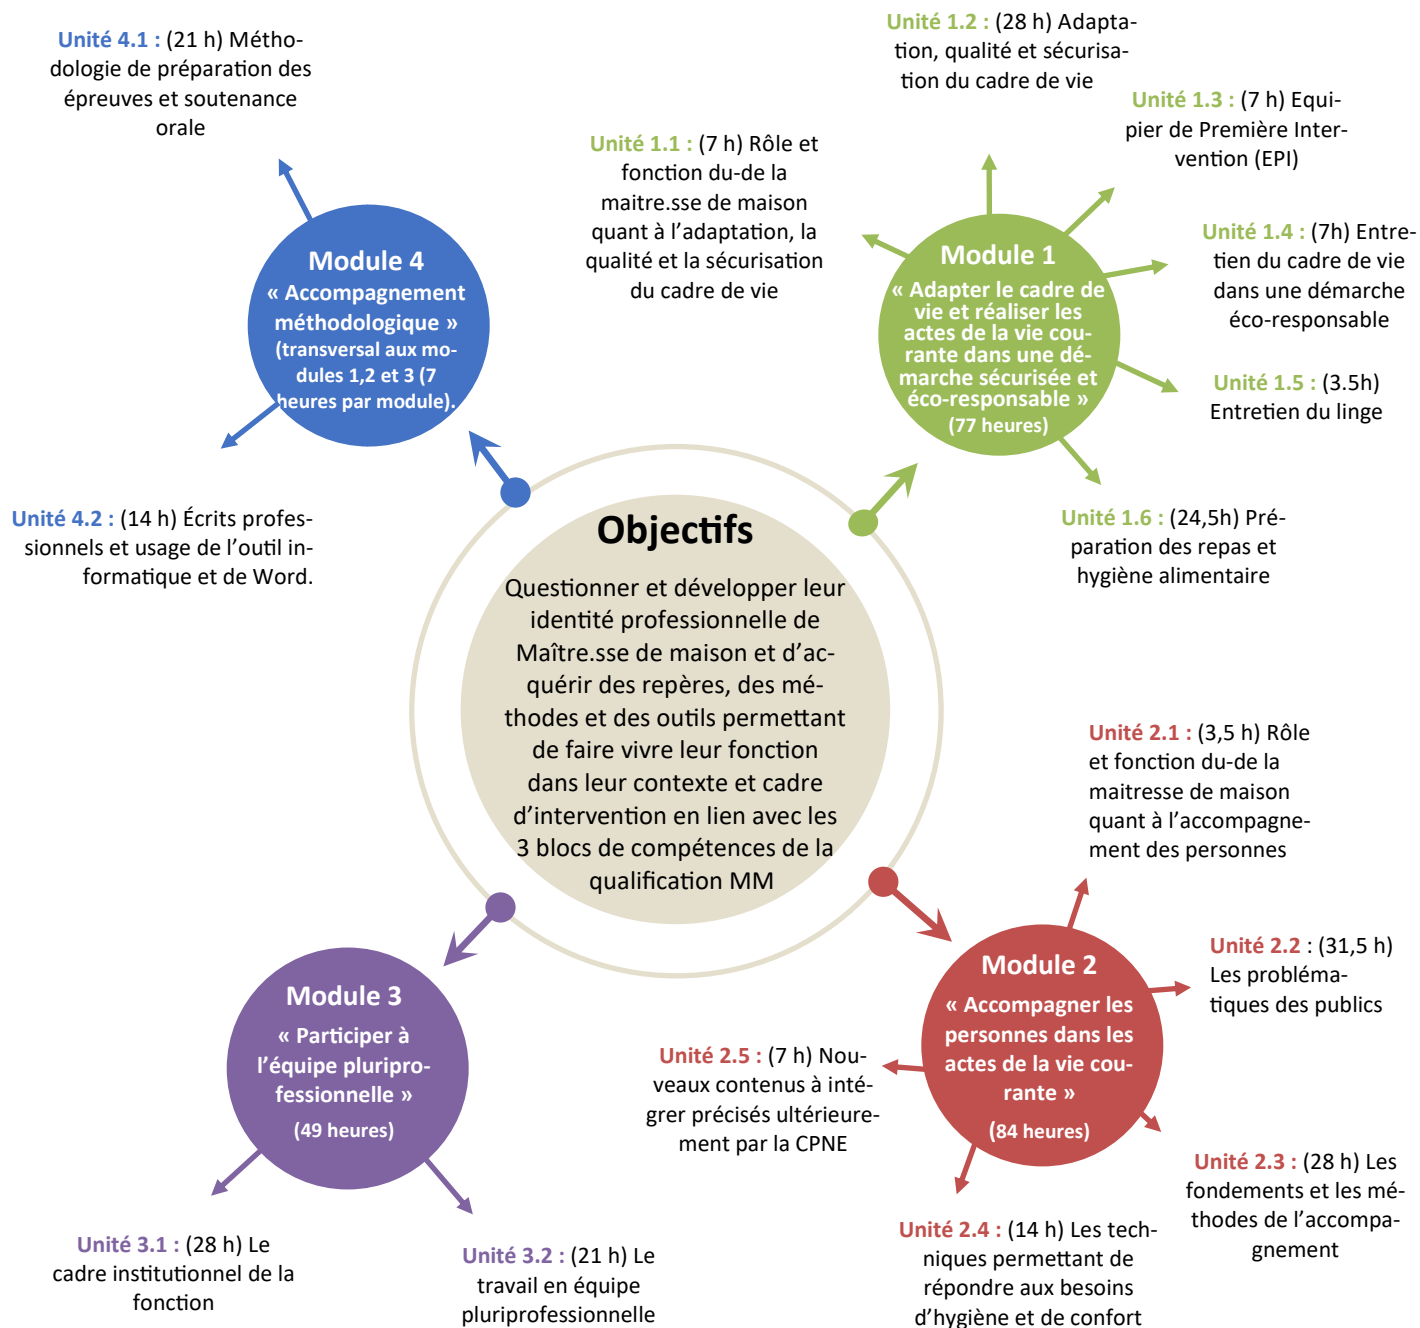 Unité 4.1 : (21 h) Métho-
dologie de préparation des
épreuves et soutenance
orale
Unité 1.2 : (28 h) Adapta-
tion, qualité et sécurisa-
tion du cadre de vie
Unité 1.3 : (7 h) Equi-
pier de Première Inter-
vention (EPI)
Unité 1.1 : (7 h) Rôle et
fonction du-de la
maitre.sse de maison
quant à l’adaptation, la
qualité et la sécurisation
du cadre de vie
Unité 1.4 : (7h) Entre-
tien du cadre de vie
dans une démarche
éco-responsable
Module 4
« Accompagnement
méthodologique »
(transversal aux mo-
dules 1,2 et 3 (7
heures par module).
Module 1
« Adapter le cadre de
vie et réaliser les
actes de la vie cou-
rante dans une dé-
marche sécurisée et
éco-responsable »
(77 heures)
Unité 1.5 : (3.5h)
Entretien du linge
Unité 4.2 : (14 h) Écrits profes-
sionnels et usage de l’outil in-
formatique et de Word.
Unité 1.6 : (24,5h) Pré-
paration des repas et
hygiène alimentaire
Objectifs
Questionner et développer leur
identité professionnelle de
Maître.sse de maison et d’ac-
quérir des repères, des mé-
thodes et des outils permettant
de faire vivre leur fonction
dans leur contexte et cadre
d’intervention en lien avec les
3 blocs de compétences de la
qualification MM
Unité 2.1 : (3,5 h) Rôle
et fonction du-de la
maitresse de maison
quant à l’accompagne-
ment des personnes
Unité 2.2 : (31,5 h)
Les probléma-
tiques des publics
Module 3
« Participer à
l’équipe pluripro-
fessionnelle »
(49 heures)
Module 2
« Accompagner les
personnes dans les
actes de la vie cou-
rante »
(84 heures)
Unité 2.5 : (7 h) Nou-
veaux contenus à inté-
grer précisés ultérieure-
ment par la CPNE
Unité 2.3 : (28 h) Les
fondements et les mé-
thodes de l’accompa-
gnement
Unité 2.4 : (14 h) Les tech-
niques permettant de
répondre aux besoins
d’hygiène et de confort
Unité 3.1 : (28 h) Le
cadre institutionnel de la
fonction
Unité 3.2 : (21 h) Le
travail en équipe
pluriprofessionnelle